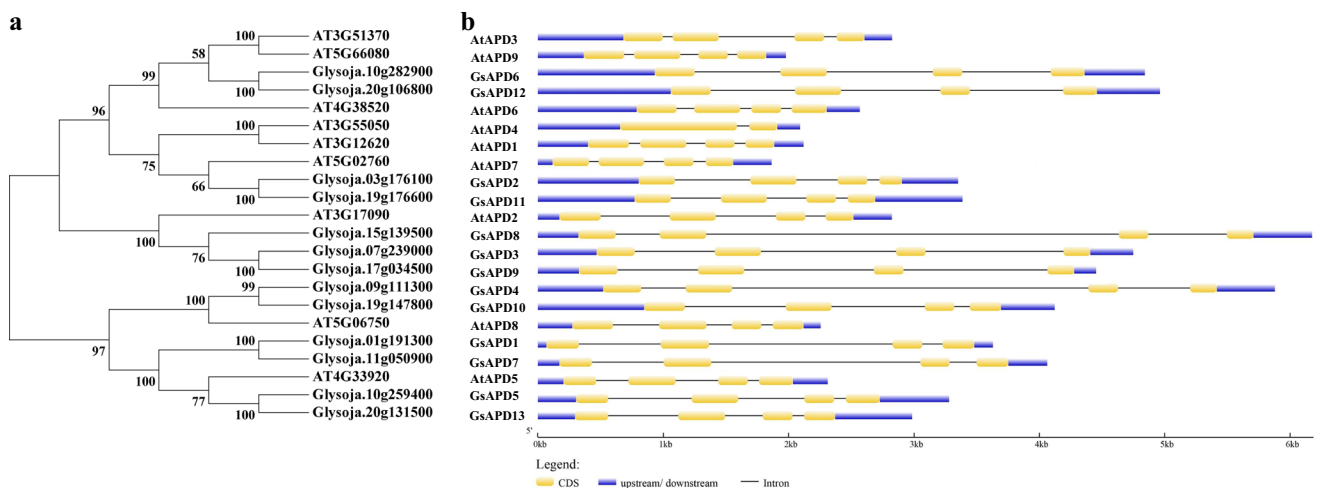 a
b
AT3G51370
AT5G66080
Glysoja.10g282900
Glysoja.20g106800
AT4G38520
AT3G55050
AT3G12620
AT5G02760
Glysoja.03g176100
Glysoja.19g176600
AT3G17090
Glysoja.15g139500
Glysoja.07g239000
Glysoja.17g034500
Glysoja.09g111300
Glysoja.19g147800
AT5G06750
Glysoja.01g191300
Glysoja.11g050900
AT4G33920
Glysoja.10g259400
Glysoja.20g131500
100
58
99
100
96
100
75
66
100
100
76
100
99
100
97
100
100
77
100
AtAPD3
AtAPD9
GsAPD6
GsAPD12
AtAPD6
AtAPD4
AtAPD1
AtAPD7
GsAPD2
GsAPD11
AtAPD2
GsAPD8
GsAPD3
GsAPD9
GsAPD4
GsAPD10
AtAPD8
GsAPD1
GsAPD7
AtAPD5
GsAPD5
GsAPD13
5'
0kb 1kb 2kb 3kb 4kb 5kb 6kb
Legend:
CDS upstream/ downstream Intron